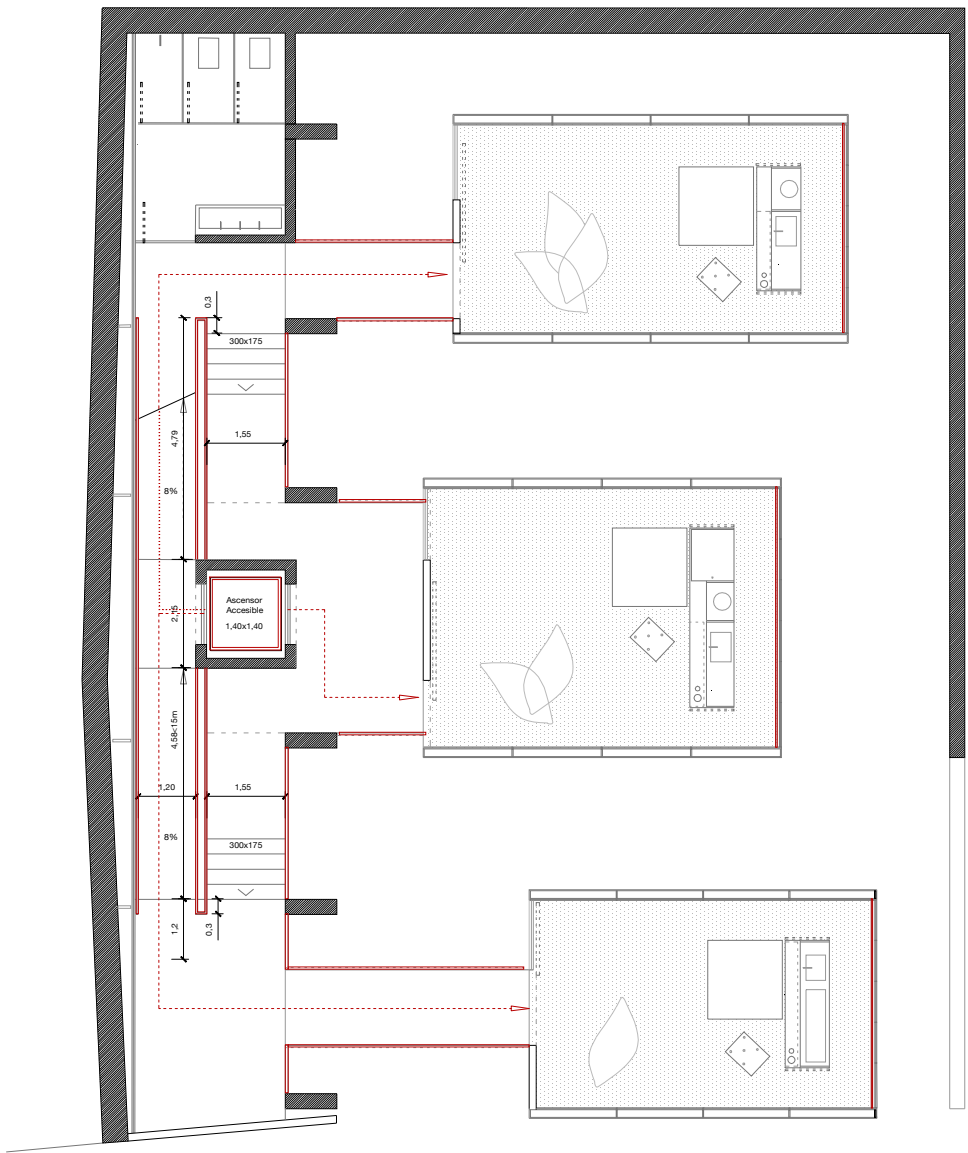 0,3
300x175
4,79
1,55
8%
Ascensor
Accesible
1,40x1,40
2,15
4,58<15m
1,20
1,55
8%
300x175
1,2
0,3